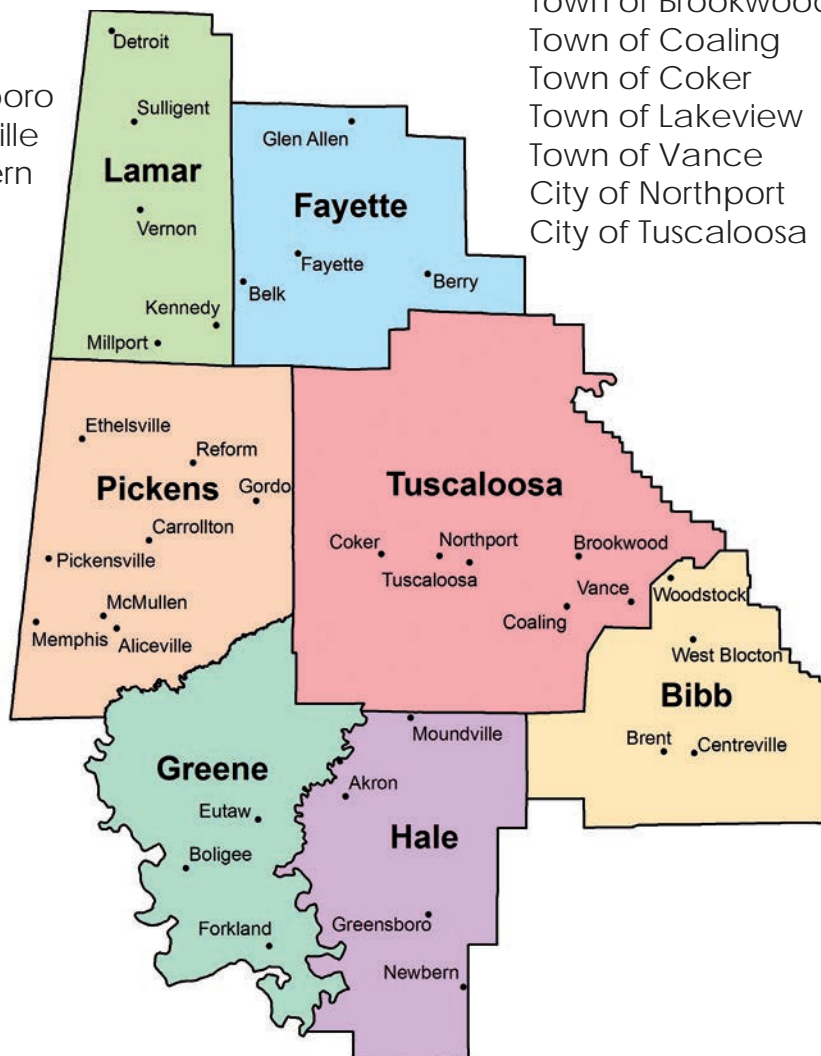 Town of Brookwood
Town of Coaling
Town of Coker
Town of Lakeview
Town of Vance
City of Northport
City of Tuscaloosa
Detroit
Sulligent
Lamar
Vernon
Kennedy
Millport
Glen Allen
Fayette
Fayette
Belk
Berry
Ethelsville
Reform
Pickens
Gordo
Carrollton
Pickensville
McMullen
Memphis
Aliceville
Tuscaloosa
Coker
Northport
Tuscaloosa
Brookwood
Vance
Coaling
Woodstock
West Blocton
Bibb
Brent
Centreville
Greene
Eutaw
Boligee
Forkland
Moundville
Akron
Hale
Greensboro
Newbern